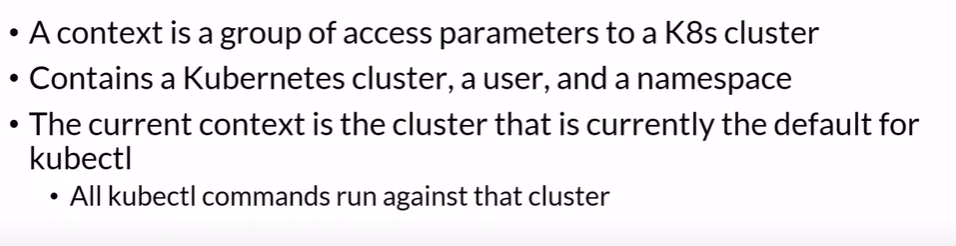 • A context is a group of access parameters to a K8s cluster
• Contains a Kubernetes cluster, a user, and a namespace
• The current context is the cluster that is currently the default for
kubectl
• All kubectl commands run against that cluster